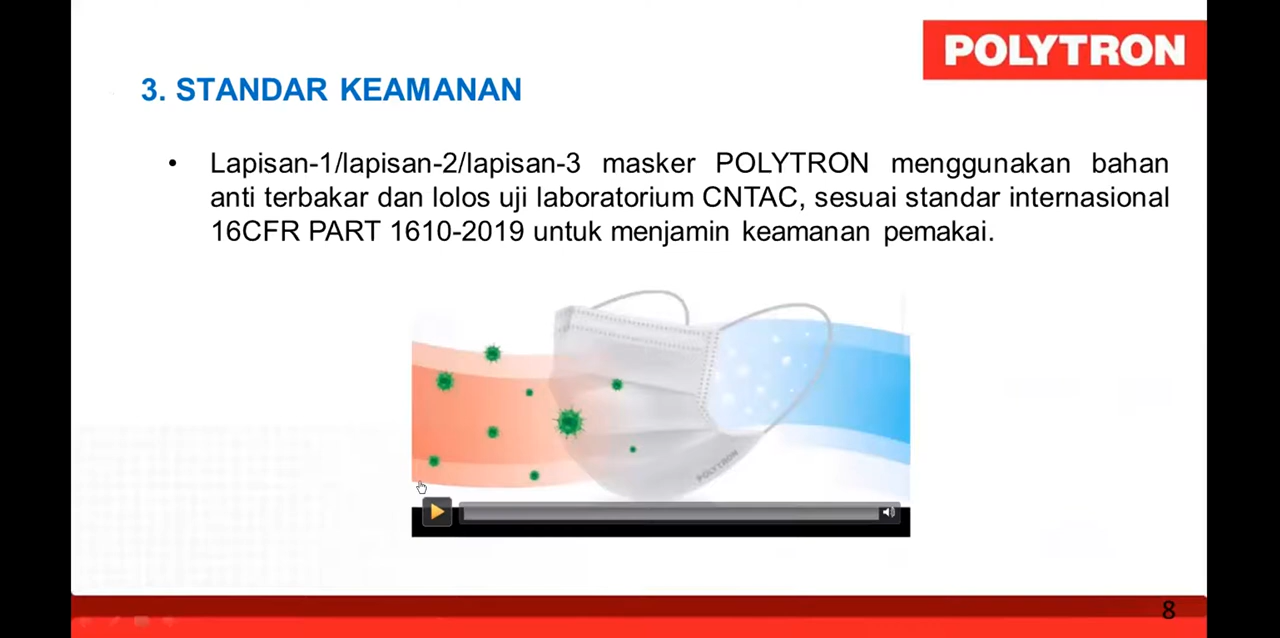 POLYTRON
3. STANDAR KEAMANAN
• Lapisan-1/lapisan-2/lapisan-3 masker POLYTRON menggunakan bahan
anti terbakar dan lolos uji laboratorium CNTAC, sesuai standar internasional
16CFR PART 1610-2019 untuk menjamin keamanan pemakai.
POLYTRON
8